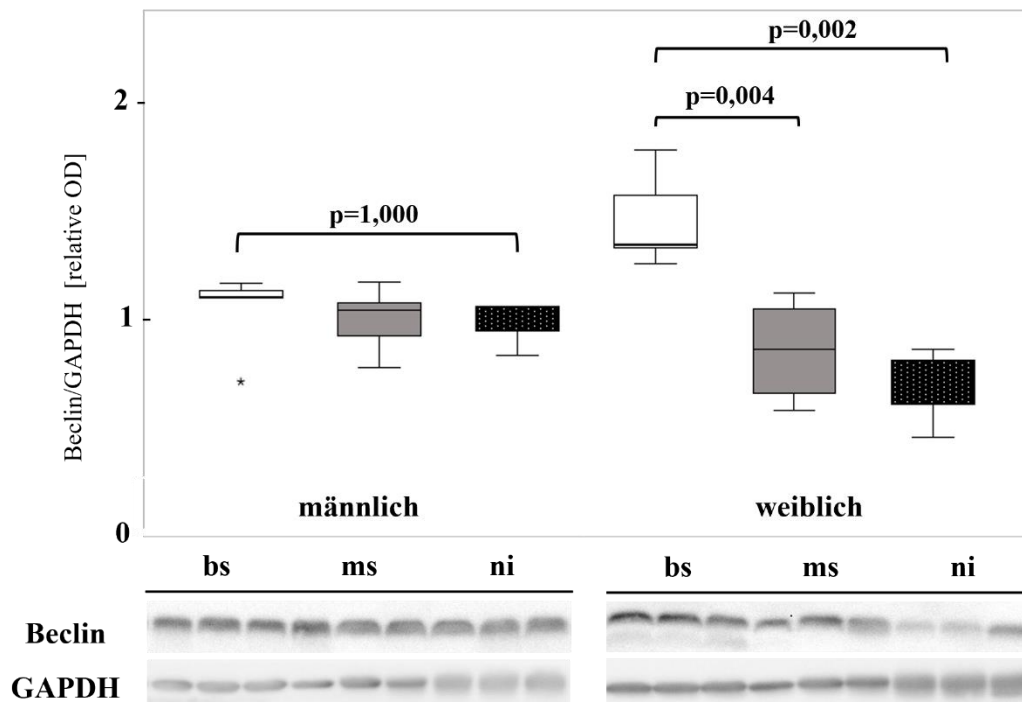 p=0,002
2
p=0,004
Beclin/GAPDH [relative OD]
p=1,000
1
*
männlich weiblich
0
bs ms ni bs ms ni
Beclin
GAPDH